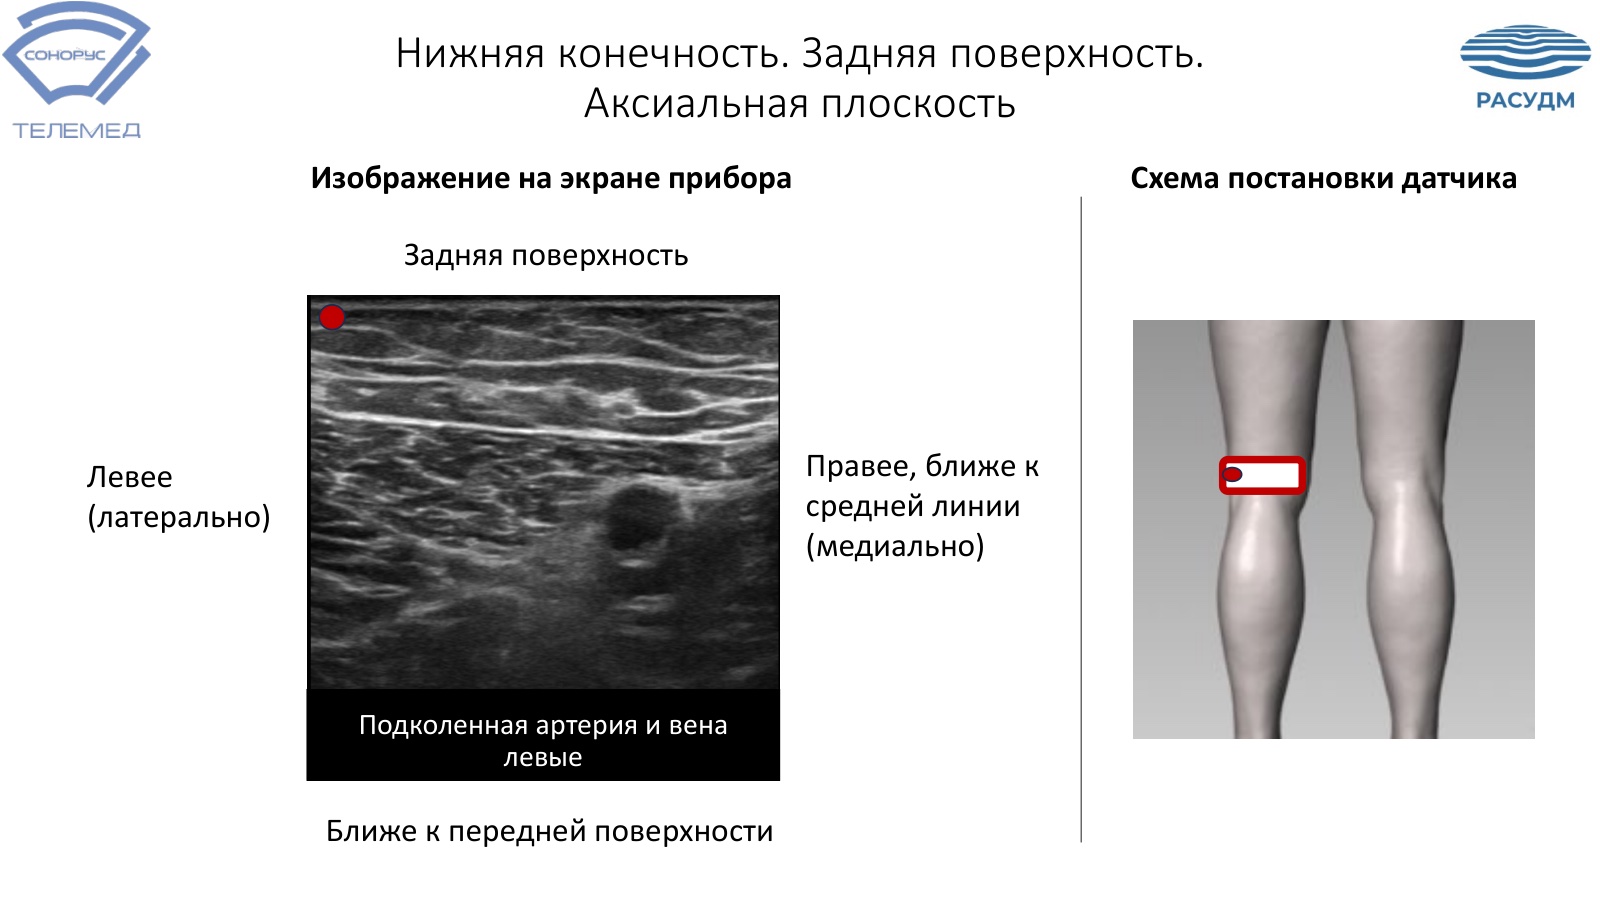 СОНОРУС
ТЕЛЕМЕД
Нижняя конечность. Задняя поверхность.
Аксиальная плоскость
РАСУДМ
Изображение на экране прибора
Схема постановки датчика
Задняя поверхность
Левее
(латерально)
Правее, ближе к
средней линии
(медиально)
Подколенная артерия и вена
левые
Ближе к передней поверхности